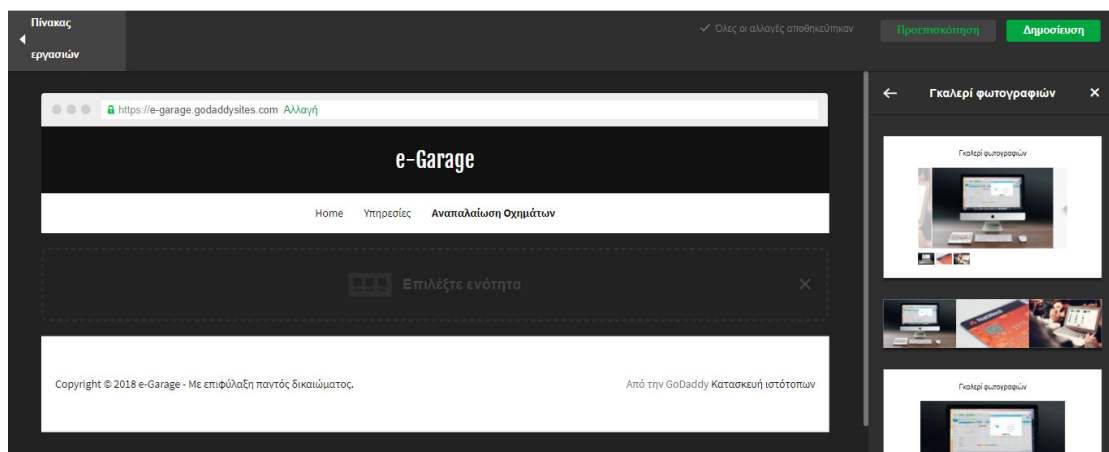 Πίνακας
εργασιών
Όλες οι αλλαγές αποθηκεύτηκαν
Προεπισκόπηση
Δημοσίευση
https://e-garage.godaddysites.com Αλλαγή
Γκαλερί φωτογραφιών
e-Garage
Γκαλερί φωτογραφιών
Home Υπηρεσίες Αναπαλαίωση Οχημάτων
Επιλέξτε ενότητα
Copyright © 2018 e-Garage - Με επιφύλαξη παντός δικαιώματος.
Από την GoDaddy Κατασκευή ιστότοπων
Γκαλερί φωτογραφιών